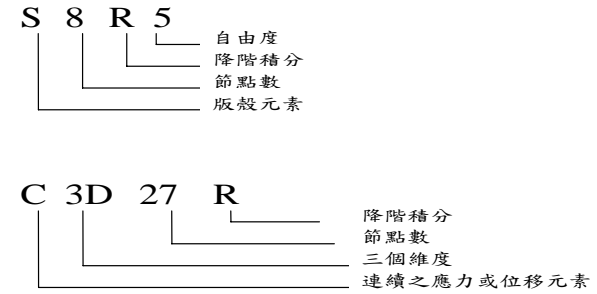 S 8 R 5
自由度
降階積分
節點數
版殼元素
C 3D 27 R
降階積分
節點數
三個維度
連續之應力或位移元素